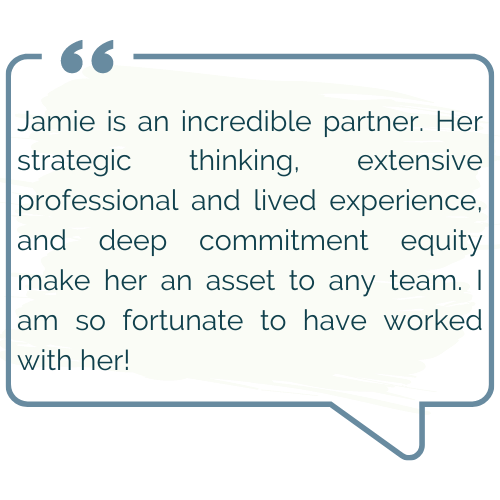 “
Jamie is an incredible partner. Her
strategic thinking, extensive
professional and lived experience,
and deep commitment equity
make her an asset to any team. I
am so fortunate to have worked
with her!